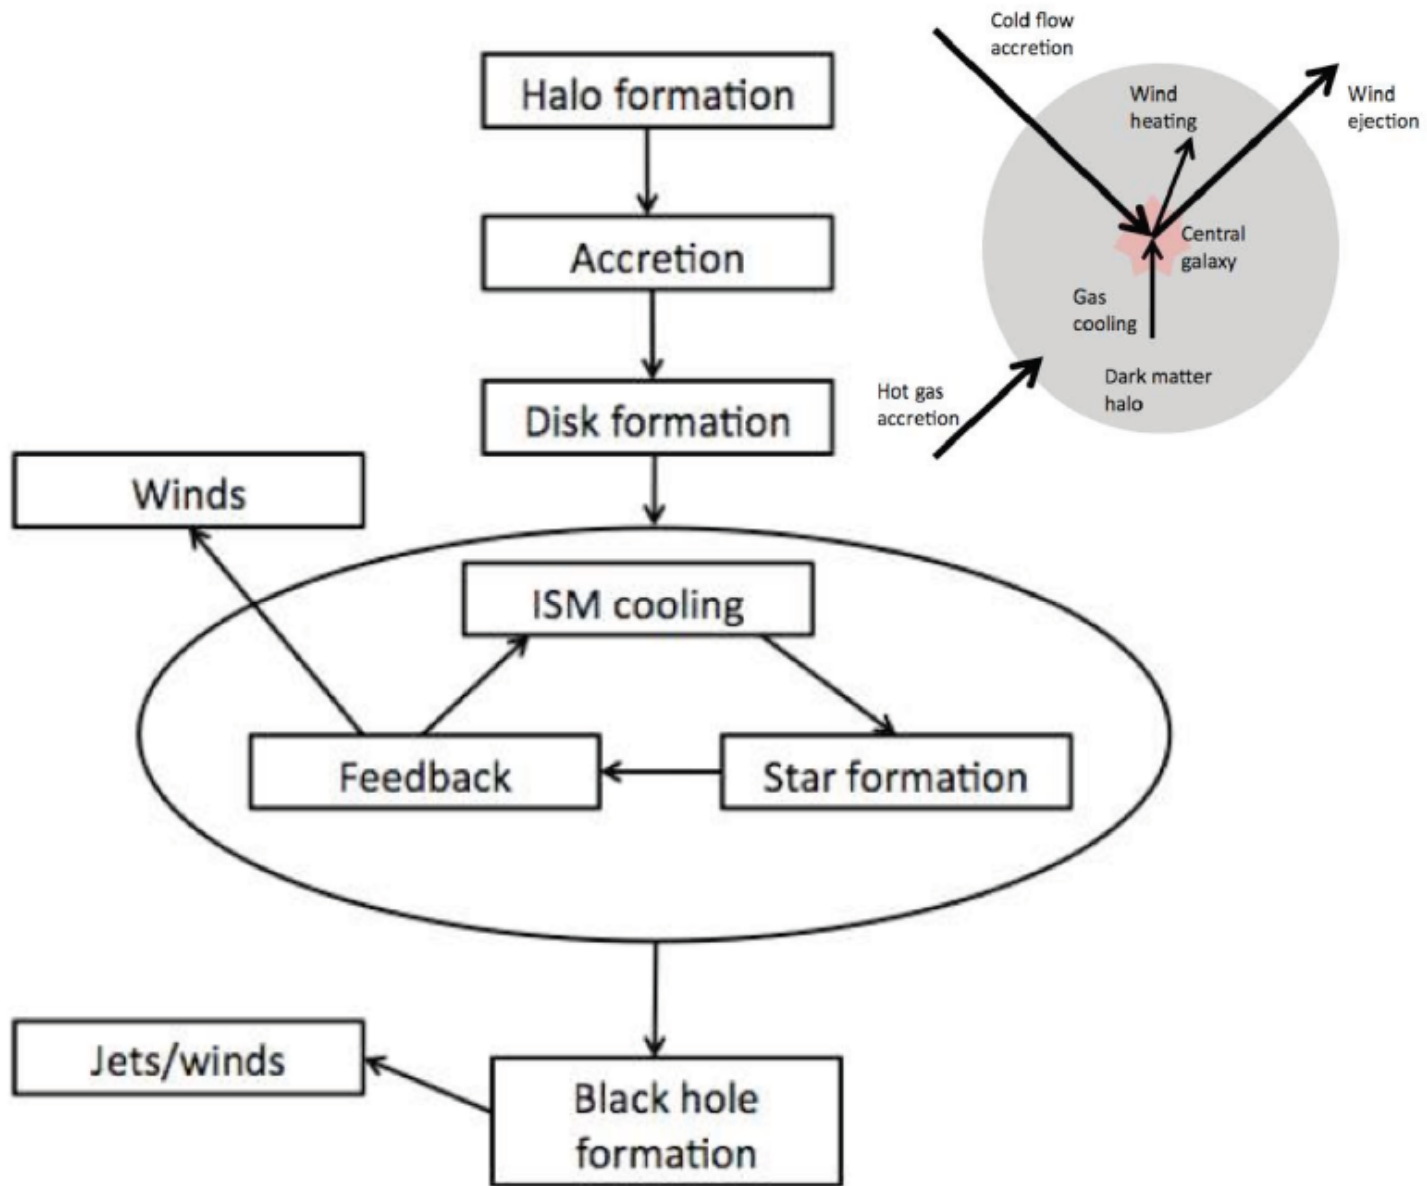 Halo formation
Accretion
Disk formation
Winds
ISM cooling
Feedback
Star formation
Jets/winds
Black hole
formation
Cold flow
accretion
Wind
heating
Wind
ejection
Central
galaxy
Gas
cooling
Hot gas
accretion
Dark matter
halo